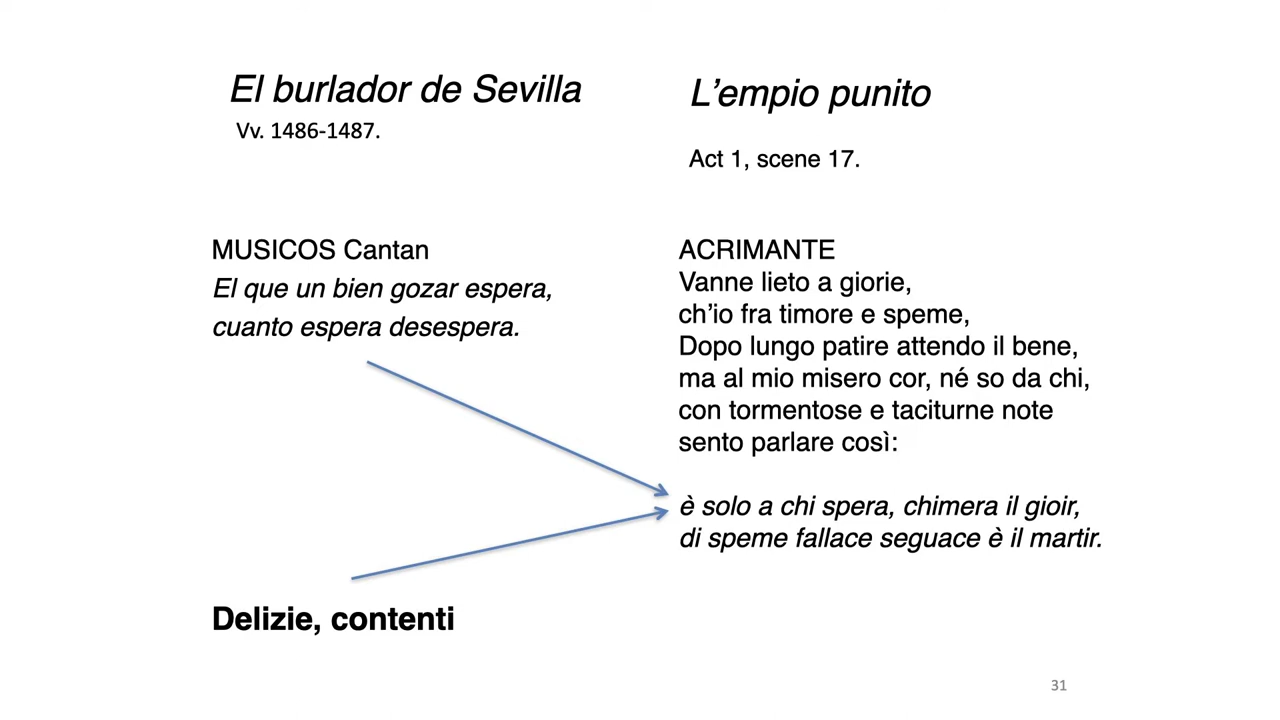 El burlador de Sevilla
Vv. 1486-1487.
MUSICOS Cantan
El que un bien gozar espera,
cuanto espera desespera.
Delizie, contenti
L’empio punito
Act 1, scene 17.
ACRIMANTE
Vanne lieto a giorie,
ch’io fra timore e speme,
Dopo lungo patire attendo il bene,
ma al mio misero cor, né so da chi,
con tormentose e taciturne note
sento parlare così:
è solo a chi spera, chimera il gioir,
di speme fallace seguace è il martir.
31